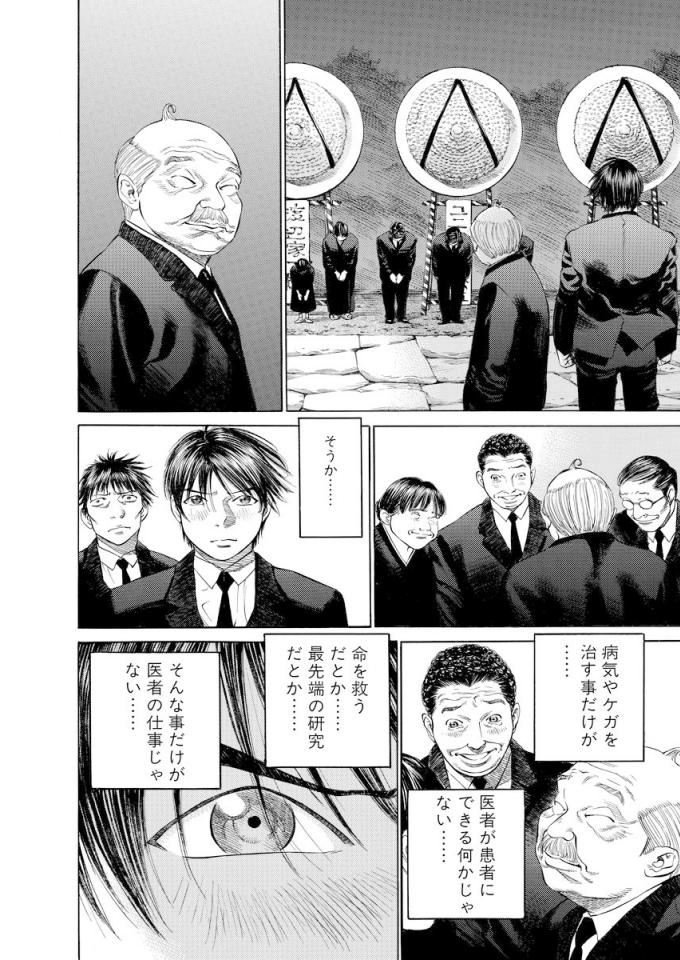 そうか……
病気やケガを
治す事だけが
……
医者が患者に
できる何かじゃ
ない……
命を救う
だとか……
最先端の研究
だとか……
そんな事だけが
医者の仕事じゃ
ない……